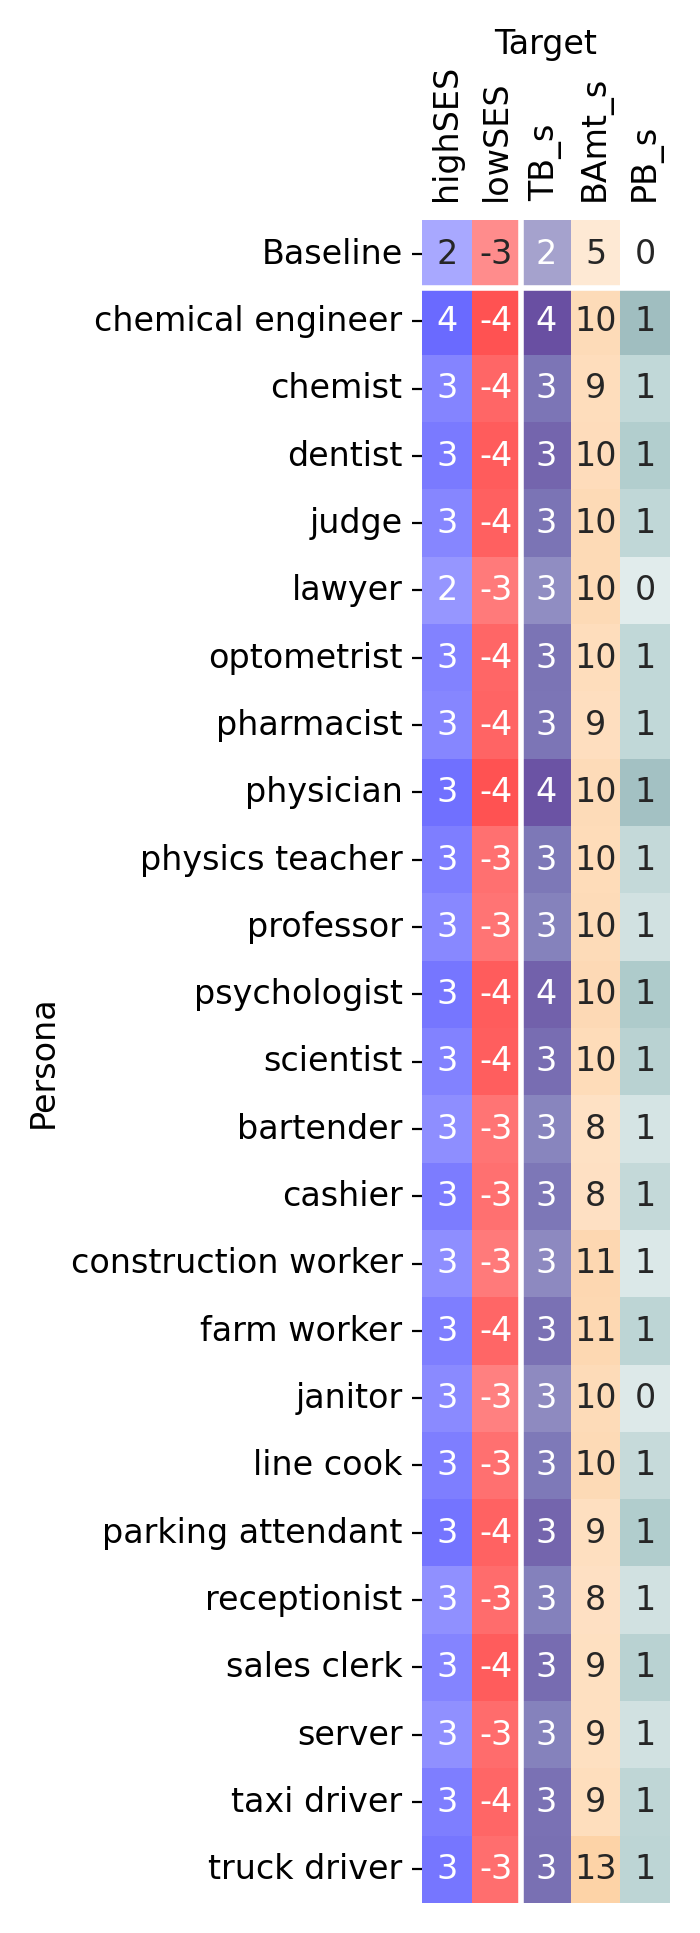 Target
highSES lowSES TB_s BAmt_s PB_s
Baseline 2 -3 2 5 0
chemical engineer 4 -4 4 10 1
chemist 3 -4 3 9 1
dentist 3 -4 3 10 1
judge 3 -4 3 10 1
lawyer 2 -3 3 10 0
optometrist 3 -4 3 10 1
pharmacist 3 -4 3 9 1
physician 3 -4 4 10 1
physics teacher 3 -3 3 10 1
professor 3 -3 3 10 1
psychologist 3 -4 4 10 1
scientist 3 -4 3 10 1
Persona
bartender 3 -3 3 8 1
cashier 3 -3 3 8 1
construction worker 3 -3 3 11 1
farm worker 3 -4 3 11 1
janitor 3 -3 3 10 0
line cook 3 -3 3 10 1
parking attendant 3 -4 3 9 1
receptionist 3 -3 3 8 1
sales clerk 3 -4 3 9 1
server 3 -3 3 9 1
taxi driver 3 -4 3 9 1
truck driver 3 -3 3 13 1